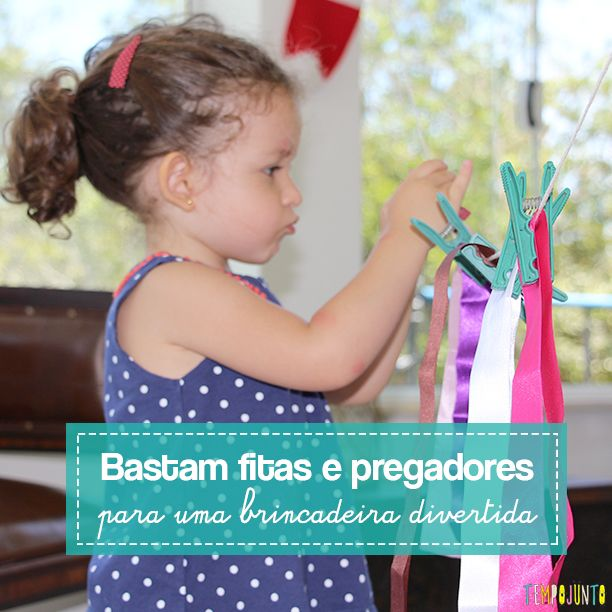 Bastam fitas e pregadores
para uma brincadeira divertida
TEMPOJUNTO